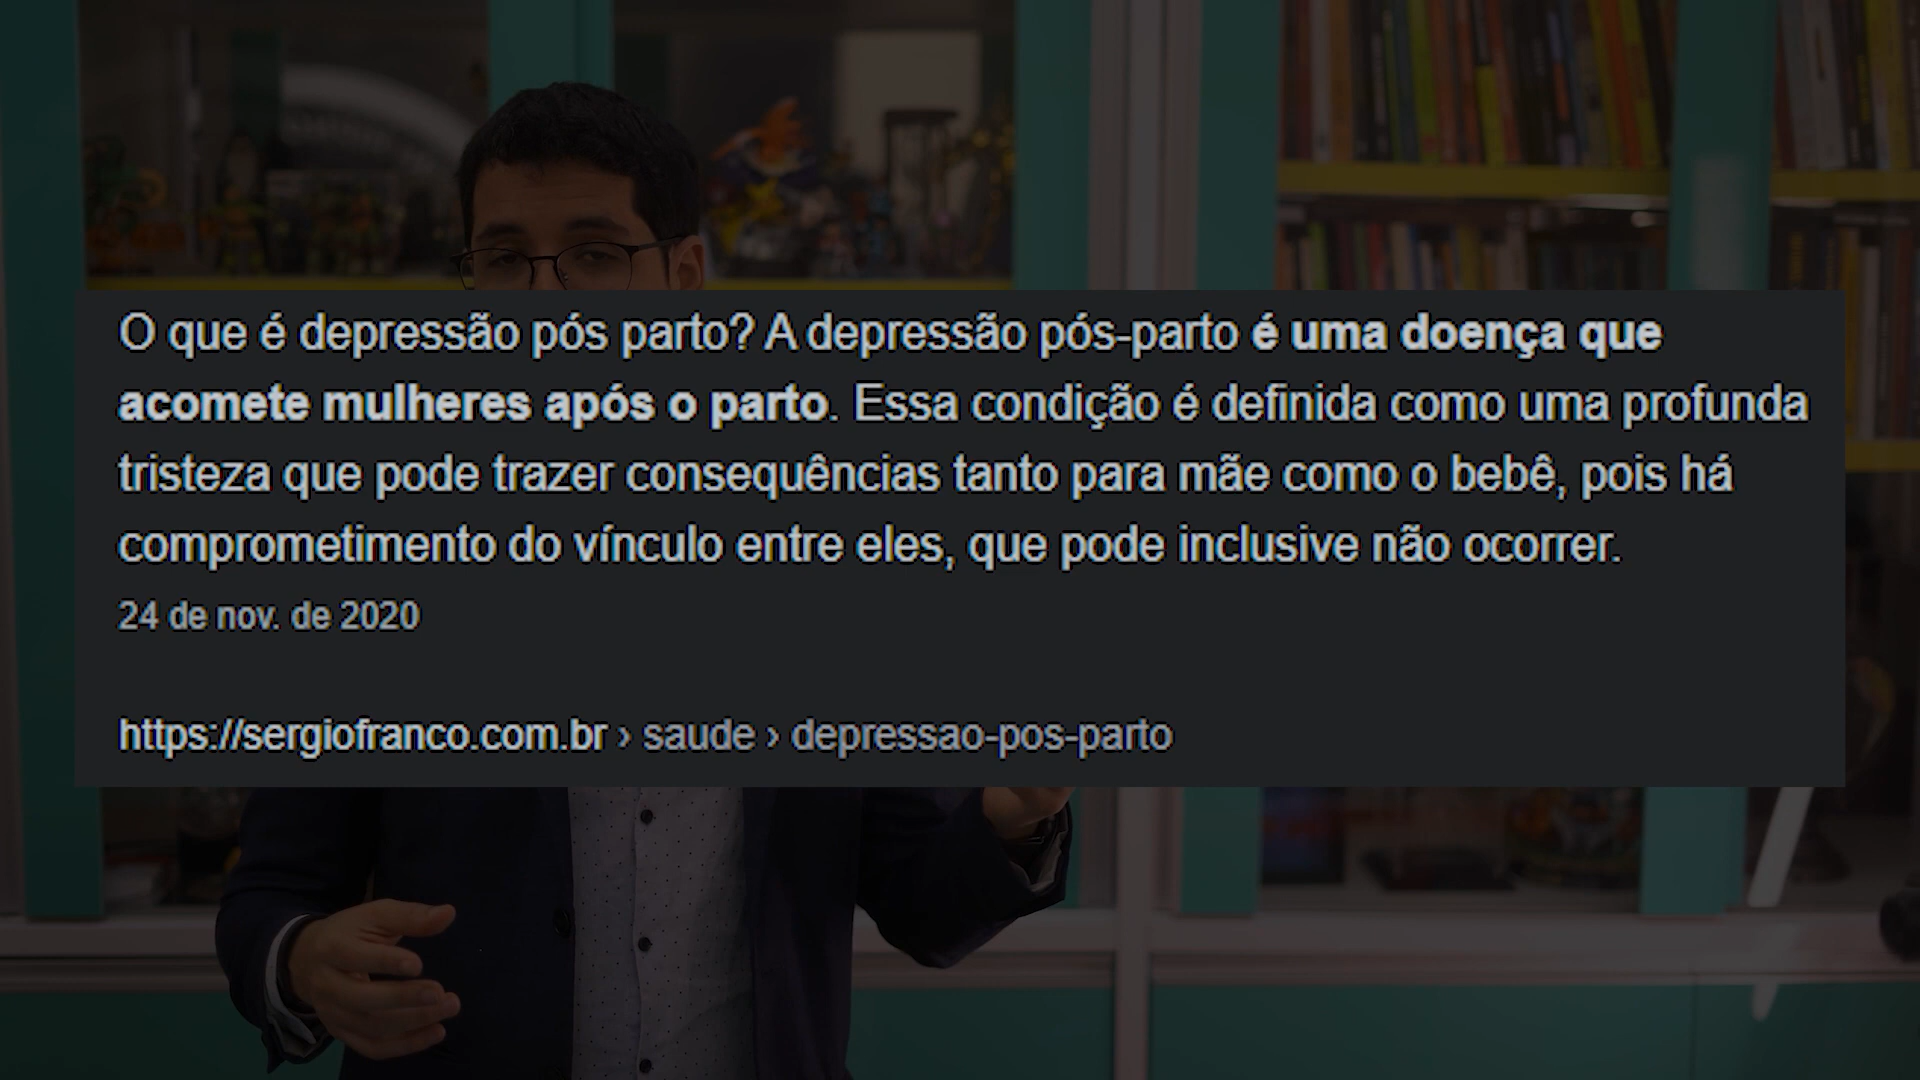 O que é depressão pós parto? A depressão pós-parto é uma doença que
acomete mulheres após o parto. Essa condição é definida como uma profunda
tristeza que pode trazer consequências tanto para mãe como o bebê, pois há
comprometimento do vínculo entre eles, que pode inclusive não ocorrer.
24 de nov. de 2020
https://sergiofranco.com.br › saude › depressao-pos-parto